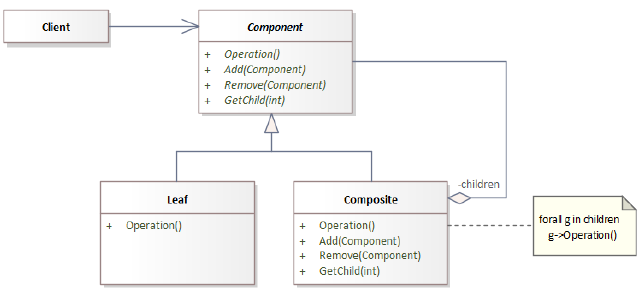 Client
Component
+ Operation()
+ Add(Component)
+ Remove(Component)
+ GetChild(int)
-children
Leaf
+ Operation()
Composite
+ Operation()
+ Add(Component)
+ Remove(Component)
+ GetChild(int)
forall g in children
g->Operation()